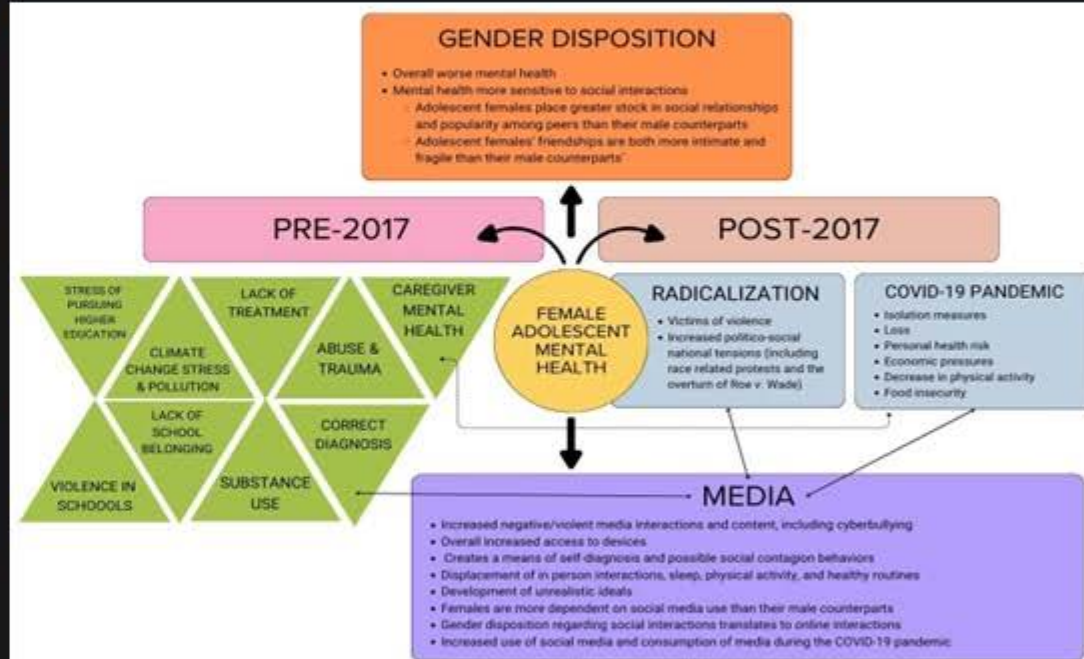 GENDER DISPOSITION
• Overall worse mental health
• Mental health more sensitive to social interactions
○ Adolescent females place greater stock in social relationships
and popularity among peers than their male counterparts
○ Adolescent females' friendships are both more intimate and
fragile than their male counterparts"
PRE-2017
POST-2017
STRESS OF
PURSUING
HIGHER
EDUCATION
CLIMATE
CHANGE STRESS
& POLLUTION
LACK OF
TREATMENT
ABUSE &
TRAUMA
CAREGIVER
MENTAL
HEALTH
VIOLENCE IN
SCHOOOLS
LACK OF
SCHOOL
BELONGING
SUBSTANCE
USE
CORRECT
DIAGNOSIS
FEMALE
ADOLESCENT
MENTAL
HEALTH
RADICALIZATION
• Victims of violence
• Increased politico-social
national tensions (including
race related protests and the
overturn of Roe v. Wade)
COVID-19 PANDEMIC
• Isolation measures
• Loss
• Personal health risk
• Economic pressures
• Decrease in physical activity
• Food insecurity
MEDIA
• Increased negative/violent media interactions and content, including cyberbullying
• Overall increased access to devices
• Creates a means of self-diagnosis and possible social contagion behaviors
• Displacement of in person interactions, sleep, physical activity, and healthy routines
• Development of unrealistic ideals
• Females are more dependent on social media use than their male counterparts
• Gender disposition regarding social interactions translates to online interactions
• Increased use of social media and consumption of media during the COVID-19 pandemic